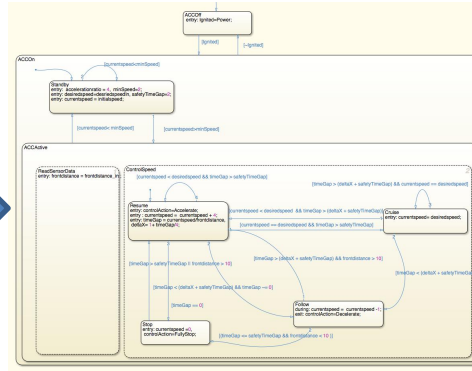 ACCOff
entry: Ignited=Power;
[Ignited]
[~Ignited]
ACCOn
[currentspeed<minSpeed]
Standby
entry: accelerationratio = 4, minSpeed=2;
entry: desiredspeed=desriedspeedIn, safetyTimeGap=2;
entry: currentspeed = initialspeed;
[currentspeed< minSpeed]
[currentspeed>minSpeed]
ACCActive
ReadSensorData
entry: frontdistance = frontdistance_In;
ControlSpeed
[currentspeed < desiredspeed && timeGap > safetyTimeGap]
[timeGap > (deltaX + safetyTimeGap) && currentspeed == desiredspeed]
Resume
entry: controlAction=Accelerate;
entry : currentspeed = currentspeed + 4;
entry: timeGap = currentspeed/frontdistance,
deltaX= 1+ timeGap/4;
[currentspeed < desiredspeed && timeGap > (deltaX + safetyTimeGap)]
[currentspeed == desiredspeed && timeGap > safetyTimeGap]
Cruise
entry: currentspeed= desiredspeed;
[timeGap > (deltaX + safetyTimeGap) && frontdistance > 10]
[timeGap > safetyTimeGap frontdistance > 10]
[timeGap < (deltaX + safetyTimeGap) && timeGap ~= 0]
[timeGap < (deltaX + safetyTimeGa
[timeGap == 0]
Follow
during: currentspeed = currentspeed -1;
exit: controlAction=Decelerate;
Stop
entry: currentspeed =0,
controlAction=FullyStop;
[(timeGap == safetyTimeGap && frontdistance < 10 )]